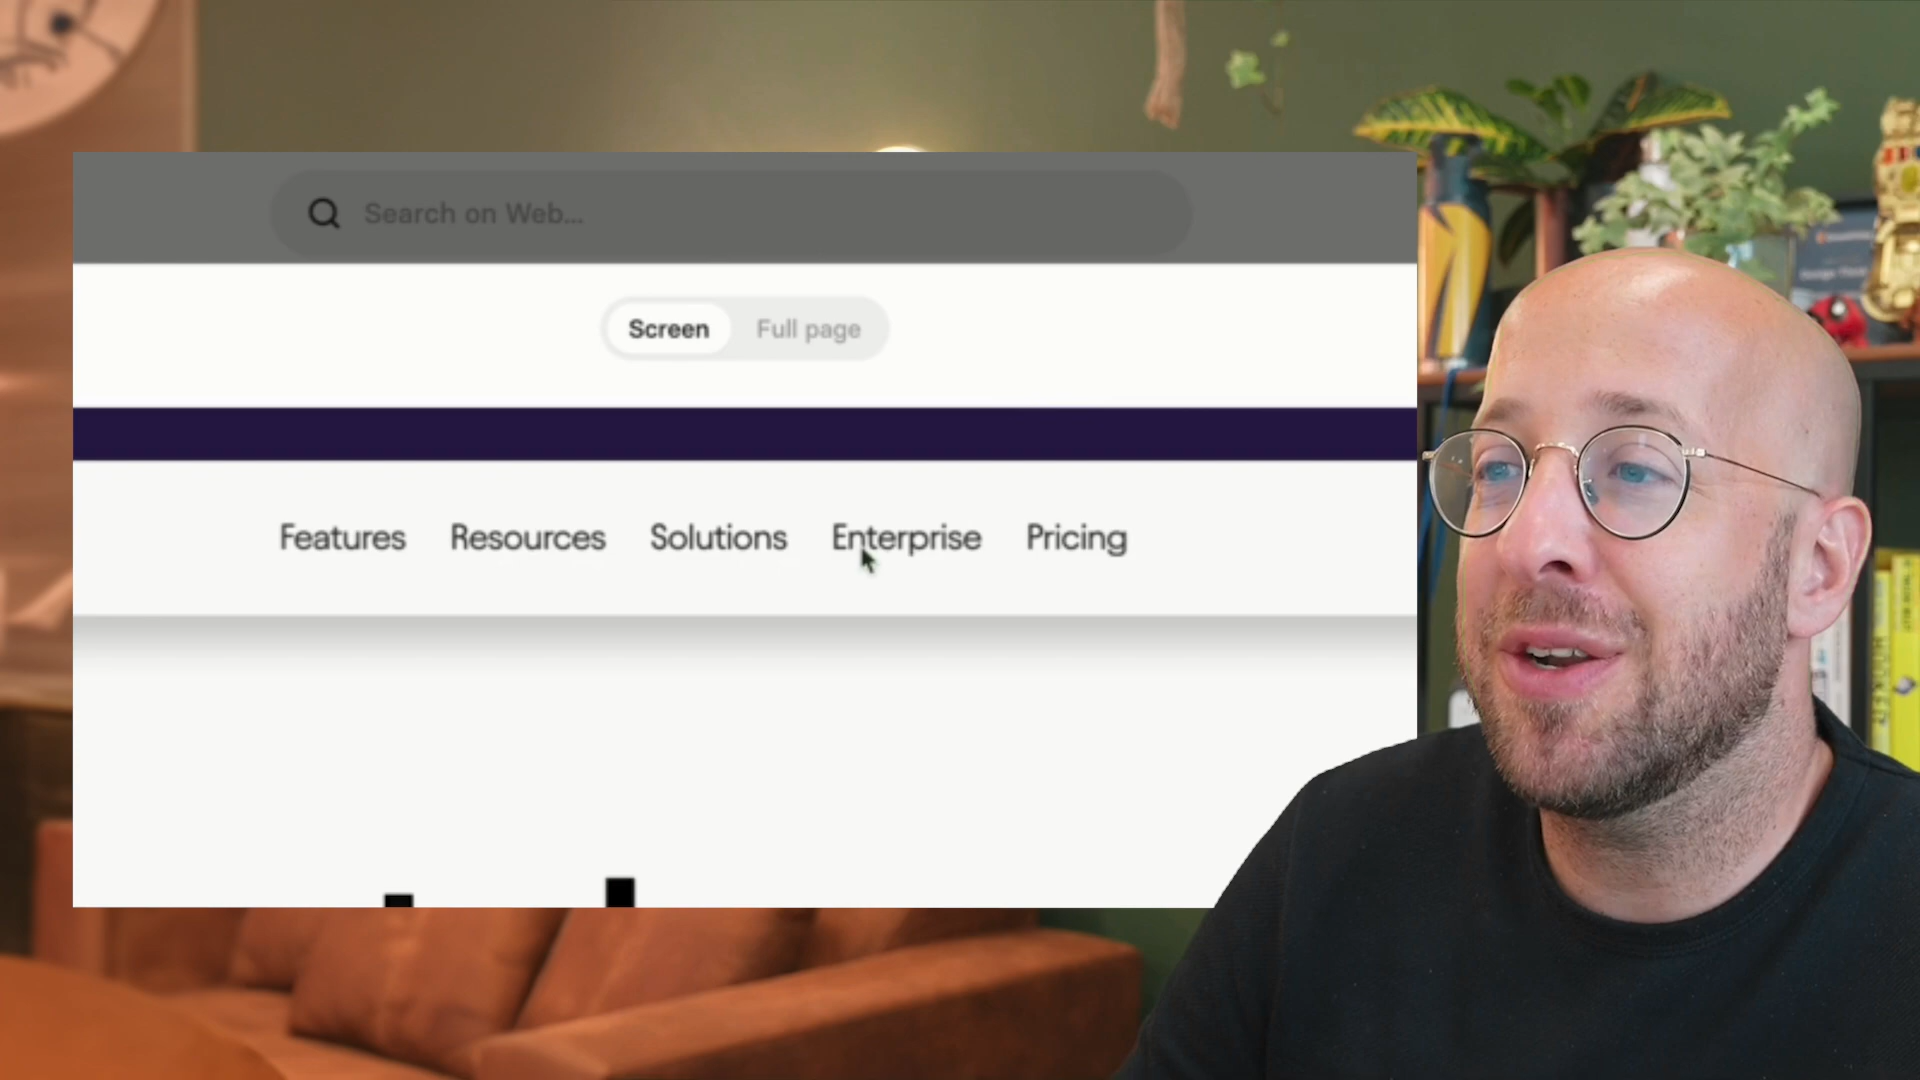 Search on Web...
Screen Full page
Features Resources Solutions Enterprise Pricing